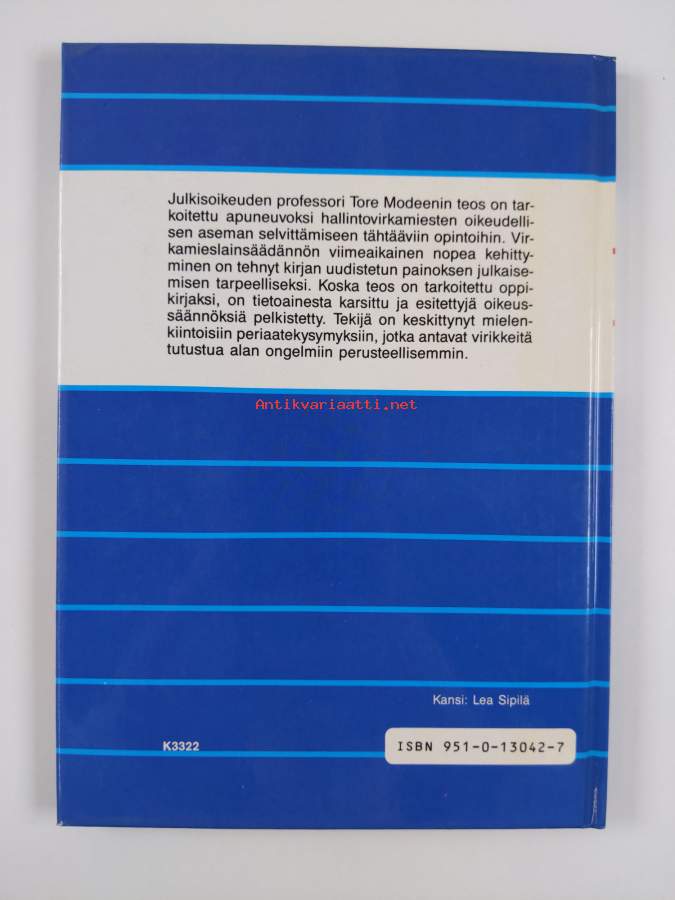 Julkisoikeuden professori Tore Modeenin teos on tar-
koitettu apuneuvoksi hallintovirkamiesten oikeudelli-
sen aseman selvittämiseen tähtääviin opintoihin. Vir-
kamieslainsäädännön viimeaikainen nopea kehitty-
minen on tehnyt kirjan uudistetun painoksen julkaise-
misen tarpeelliseksi. Koska teos on tarkoitettu oppi-
kirjaksi, on tietoainesta karsittu ja esitettyjä oikeus-
säännöksiä pelkistetty. Tekijä on keskittynyt mielen-
kiintoisiin periaatekysymyksiin, jotka antavat virikkeitä
tutustua alan ongelmiin perusteellisemmin.
Antikvariaatti.net
Kansi: Lea Sipilä
K3322
ISBN 951-0-13042-7